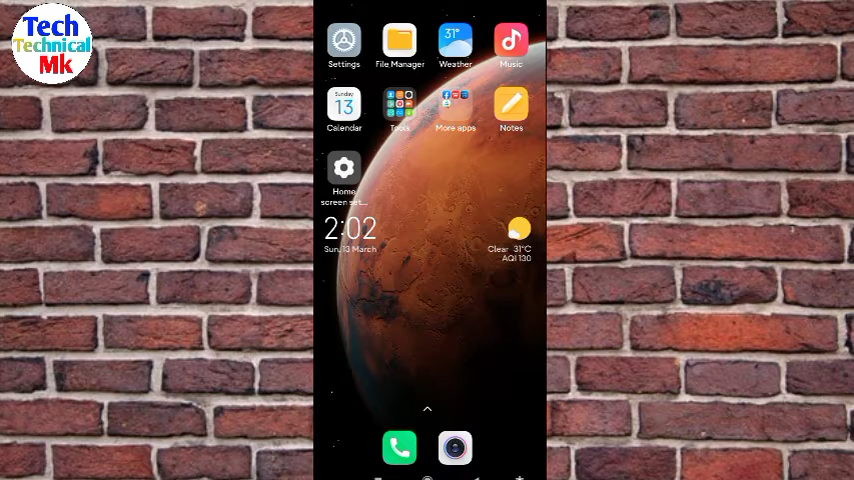 Tech
Technical
Mk
31°
Settings
File Manager
Weather
Music
Sunday
13
Calendar
Tools
More apps
Notes
Home
screen set...
2:02
Sun, 13 March
Clear 31°C
AQI 130